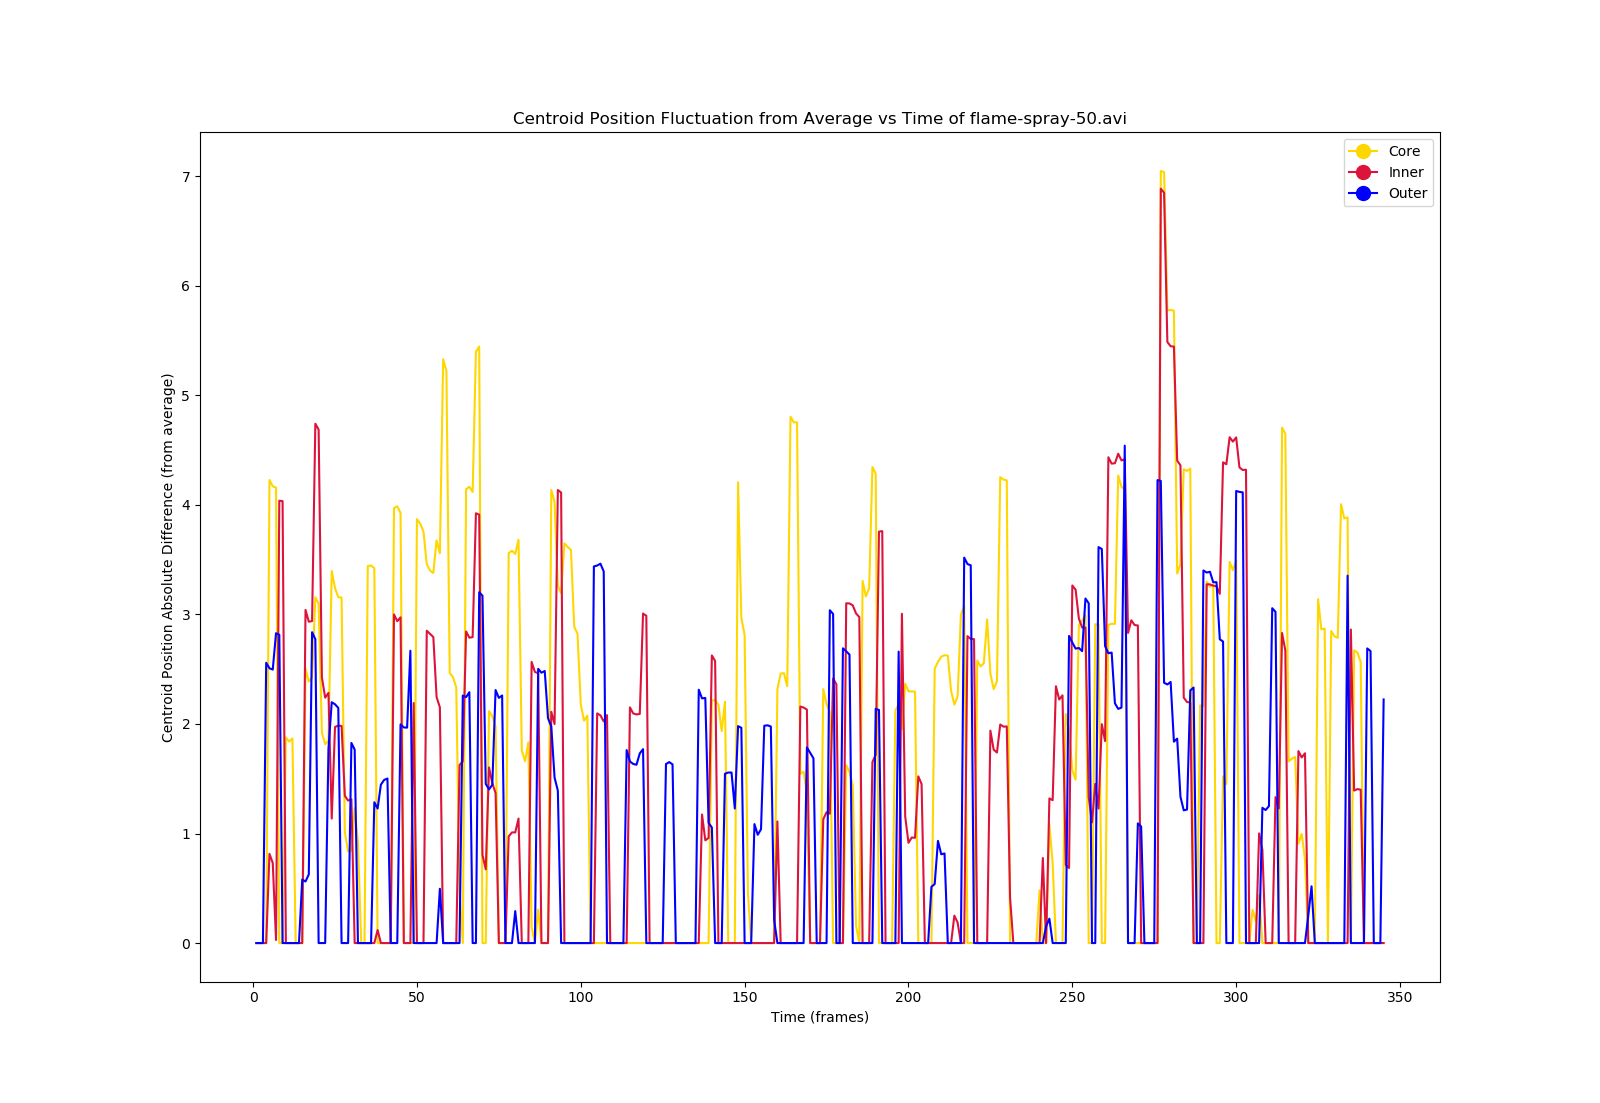 Centroid Position Fluctuation from Average vs Time of flame-spray-50.avi
Core
Inner
Outer
Centroid Position Absolute Difference (from average)
7
6
5
4
3
2
1
0
0 50 100 150 200 250 300 350
Time (frames)